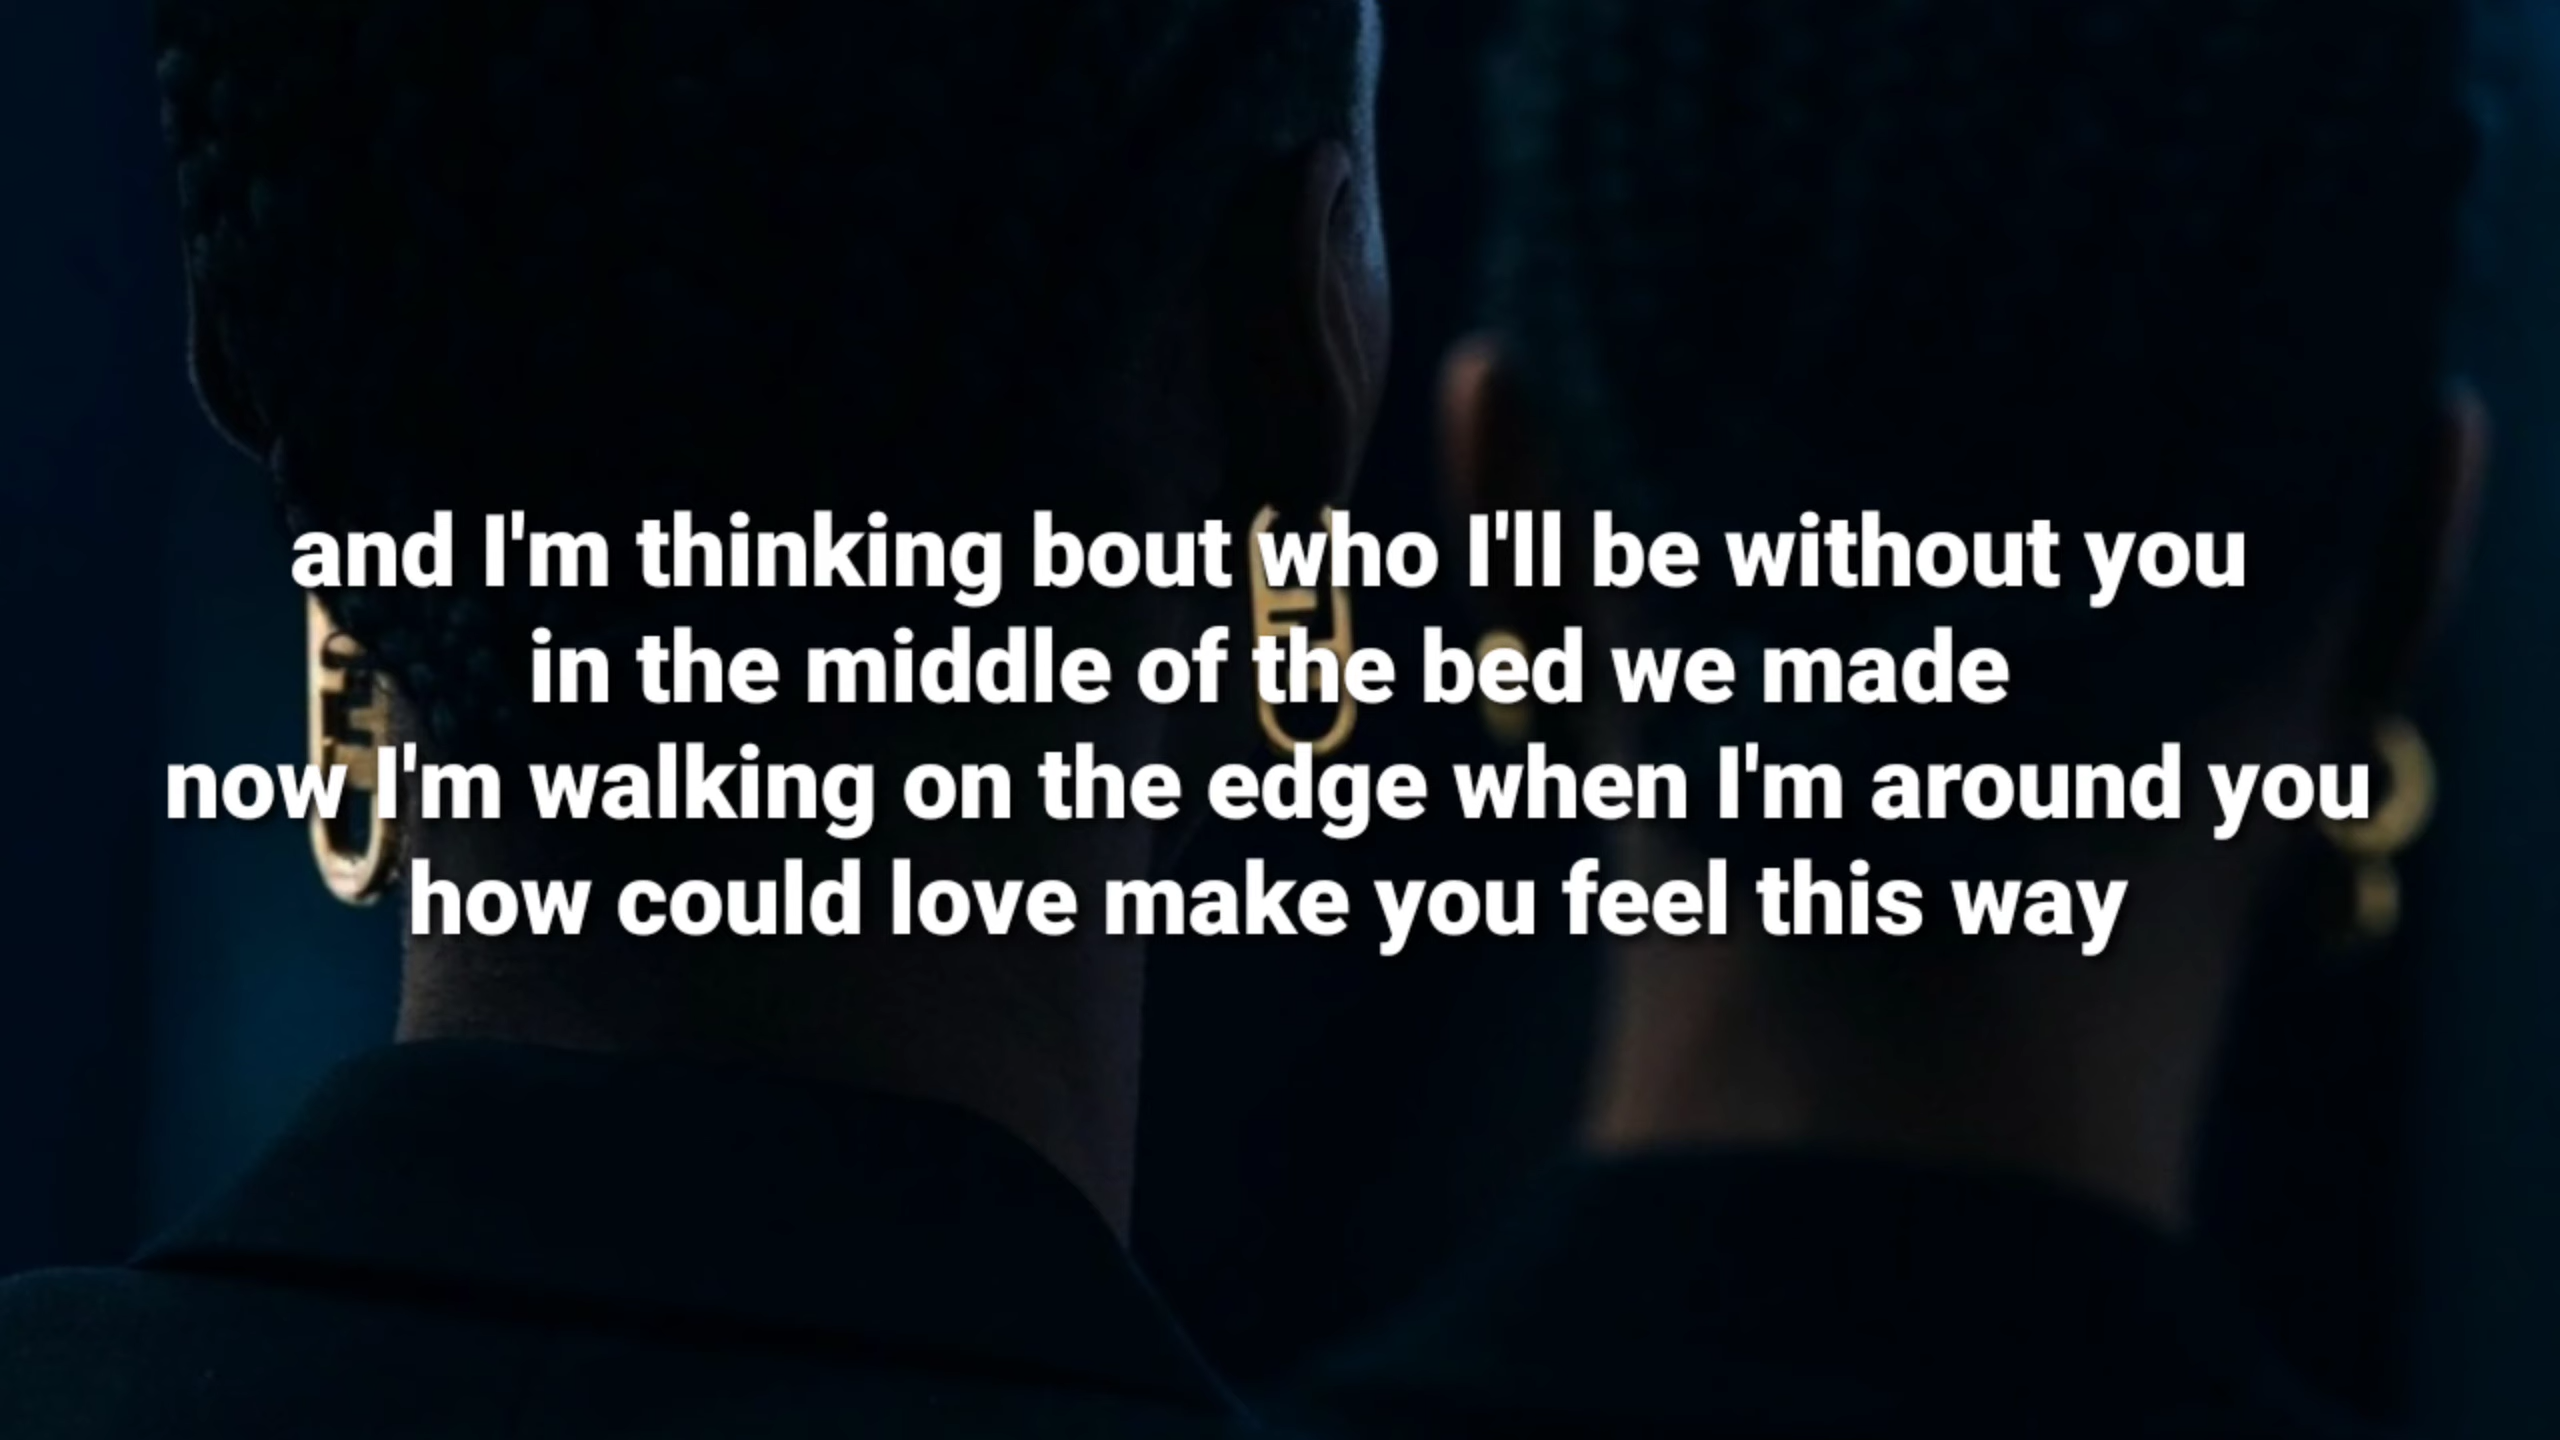 and I'm thinking bout who I'll be without you
in the middle of the bed we made
now I'm walking on the edge when I'm around you
how could love make you feel this way